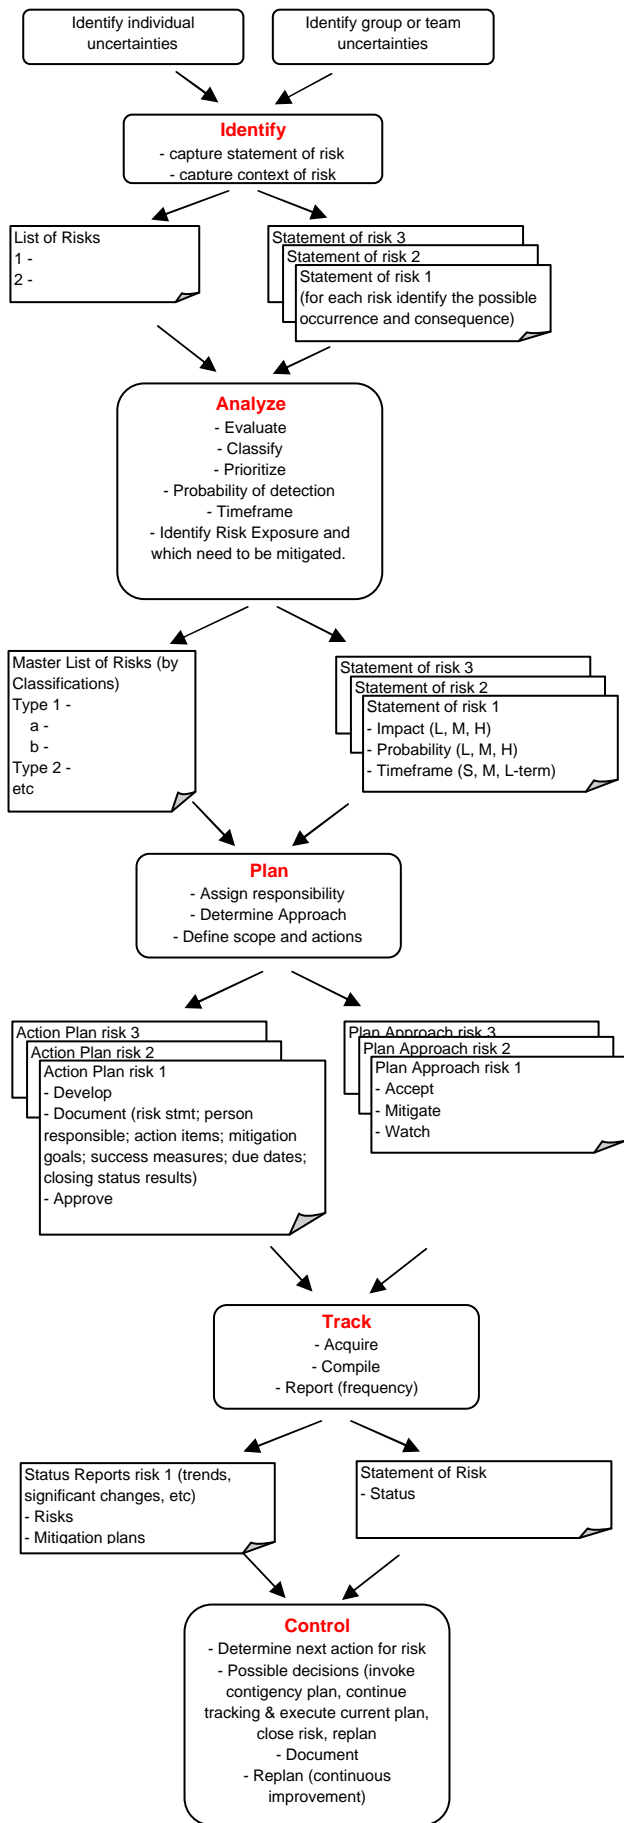 Identify individual
uncertainties
Identify group or team
uncertainties
Identify
- capture statement of risk
- capture context of risk
List of Risks
1 -
2 -
Statement of risk 3
Statement of risk 2
Statement of risk 1
(for each risk identify the possible
occurrence and consequence)
Analyze
- Evaluate
- Classify
- Prioritize
- Probability of detection
- Timeframe
- Identify Risk Exposure and
which need to be mitigated.
Master List of Risks (by
Classifications)
Type 1 -
a -
b -
Type 2 -
etc
Statement of risk 3
Statement of risk 2
Statement of risk 1
- Impact (L, M, H)
- Probability (L, M, H)
- Timeframe (S, M, L-term)
Plan
- Assign responsibility
- Determine Approach
- Define scope and actions
Action Plan risk 3
Action Plan risk 2
Action Plan risk 1
- Develop
- Document (risk stmt; person
responsible; action items; mitigation
goals; success measures; due dates;
closing status results)
- Approve
Plan Approach risk 3
Plan Approach risk 2
Plan Approach risk 1
- Accept
- Mitigate
- Watch
Track
- Acquire
- Compile
- Report (frequency)
Status Reports risk 1 (trends,
significant changes, etc)
- Risks
- Mitigation plans
Statement of Risk
- Status
Control
- Determine next action for risk
- Possible decisions (invoke
contigency plan, continue
tracking & execute current plan,
close risk, replan
- Document
- Replan (continuous
improvement)